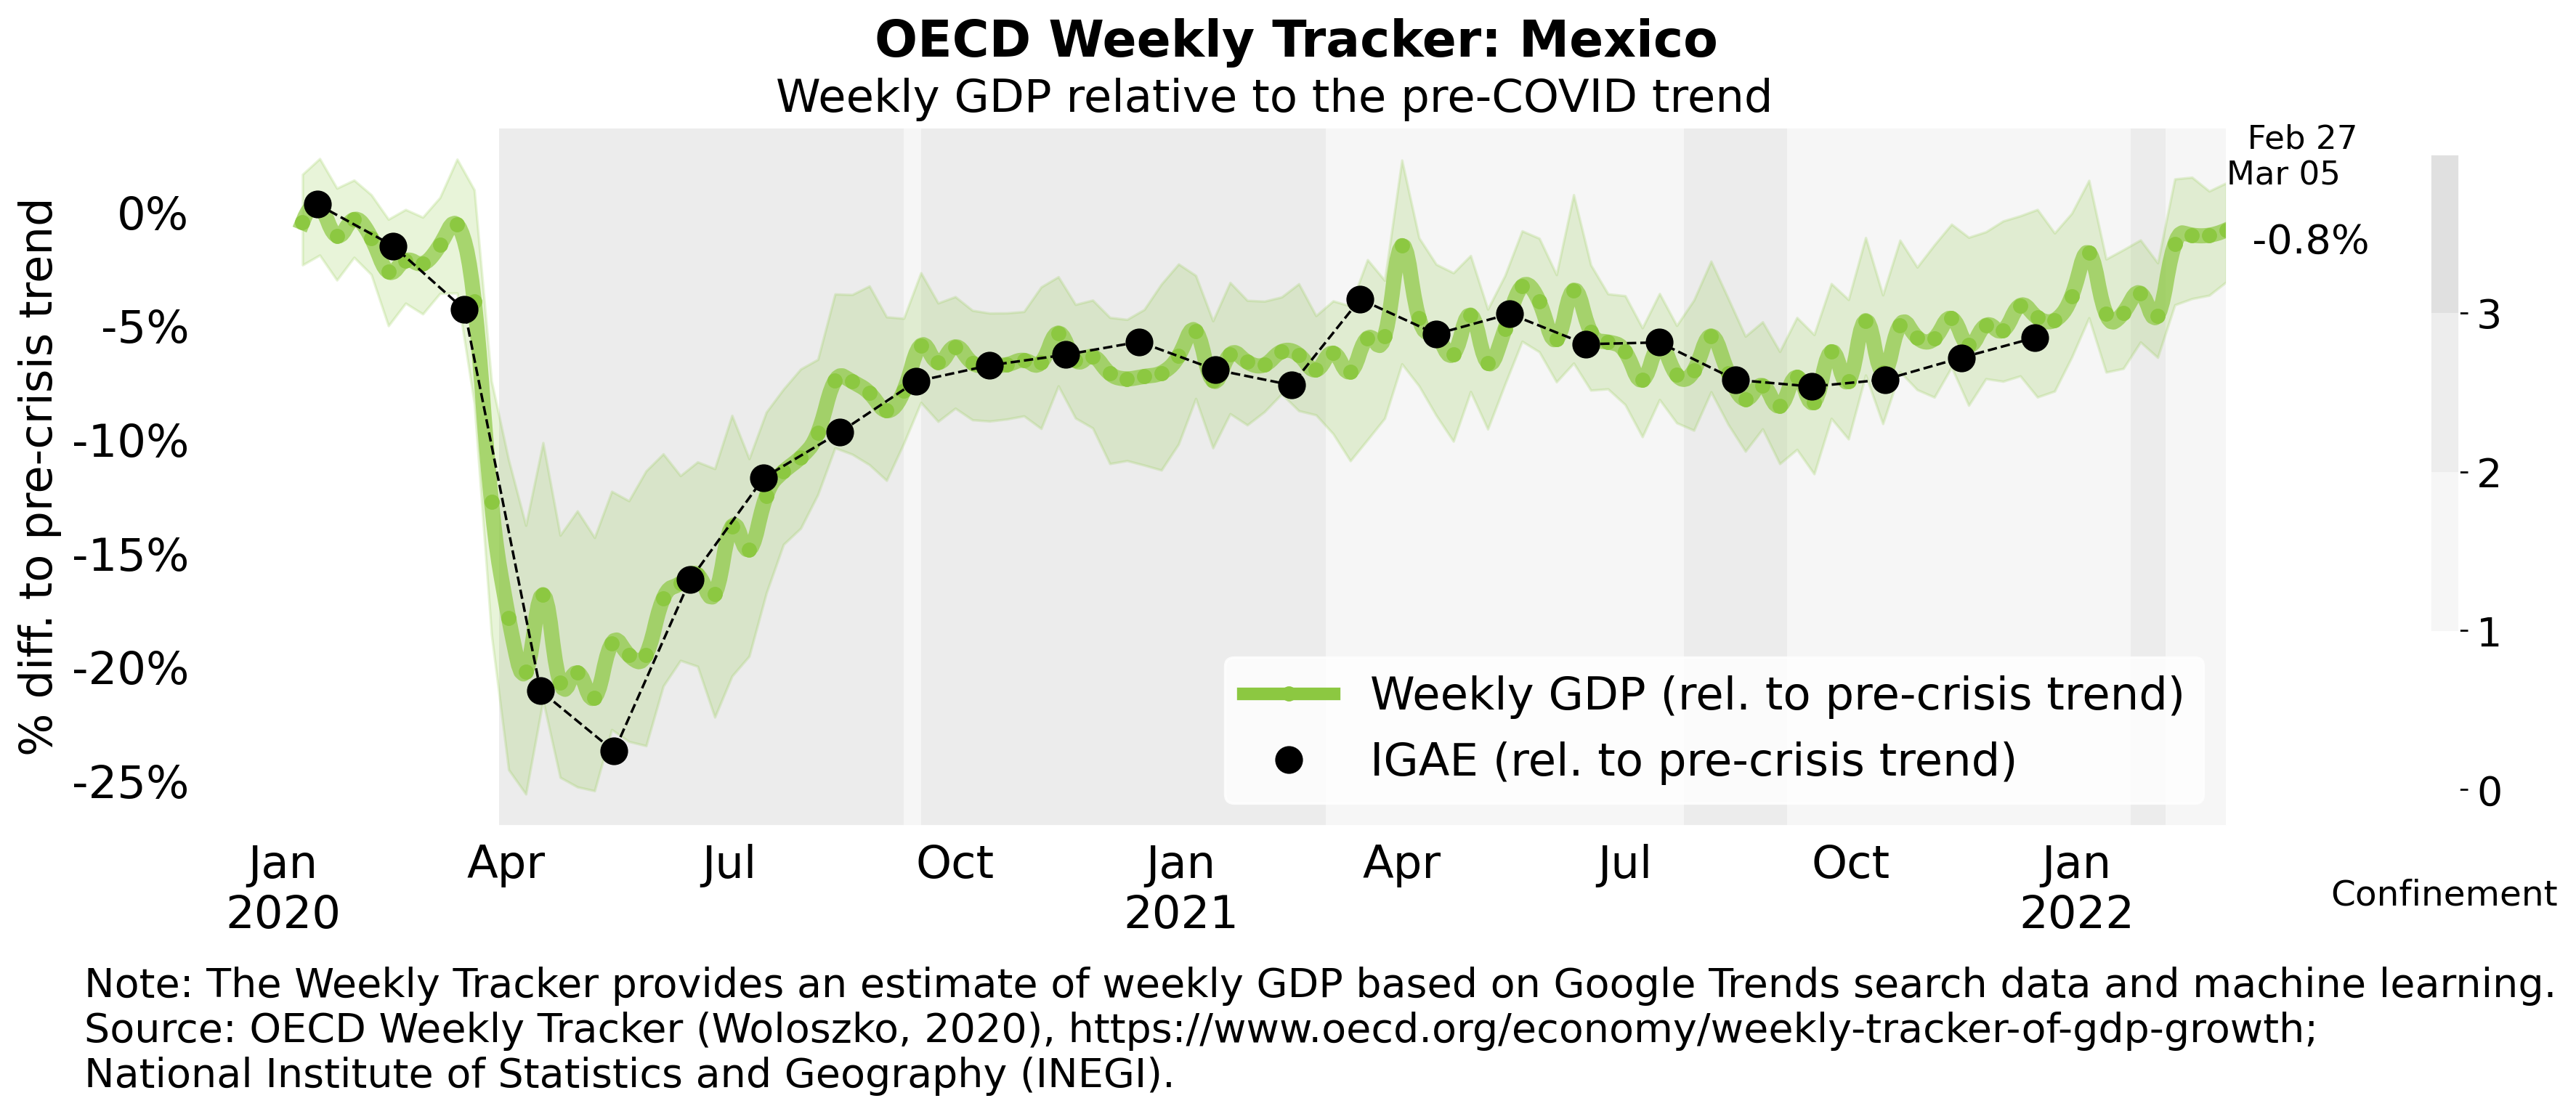 OECD Weekly Tracker: Mexico
Weekly GDP relative to the pre-COVID trend
% diff. to pre-crisis trend
0%
-5%
-10%
-15%
-20%
-25%
Feb 27
Mar 05
-0.8%
3
2
1
0
Confinement
Weekly GDP (rel. to pre-crisis trend)
IGAE (rel. to pre-crisis trend)
Jan Apr Jul Oct Jan Apr Jul Oct Jan
2020 2021 2022
Note: The Weekly Tracker provides an estimate of weekly GDP based on Google Trends search data and machine learning.
Source: OECD Weekly Tracker (Woloszko, 2020), https://www.oecd.org/economy/weekly-tracker-of-gdp-growth;
National Institute of Statistics and Geography (INEGI).